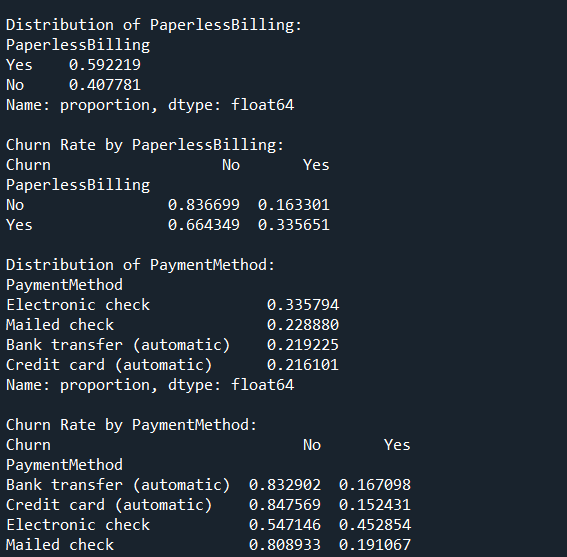 Distribution of PaperlessBilling:
PaperlessBilling
Yes    0.592219
No     0.407781
Name: proportion, dtype: float64

Churn Rate by PaperlessBilling:
Churn                   No       Yes
PaperlessBilling
No                0.836699  0.163301
Yes               0.664349  0.335651

Distribution of PaymentMethod:
PaymentMethod
Electronic check             0.335794
Mailed check                 0.228880
Bank transfer (automatic)    0.219225
Credit card (automatic)      0.216101
Name: proportion, dtype: float64

Churn Rate by PaymentMethod:
Churn                            No       Yes
PaymentMethod
Bank transfer (automatic)  0.832902  0.167098
Credit card (automatic)    0.847569  0.152431
Electronic check           0.547146  0.452854
Mailed check               0.808933  0.191067